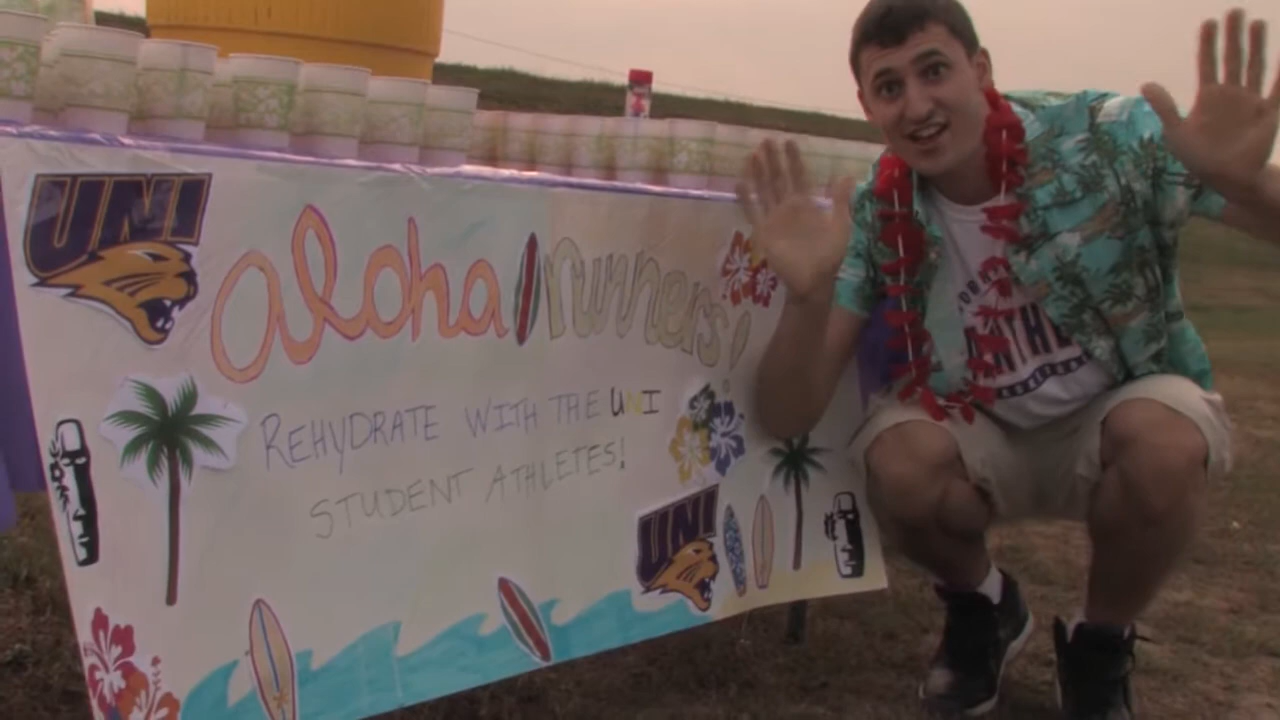 UNI
Aloha runners!
REHYDRATE WITH THE UNI
STUDENT ATHLETES!
UNI